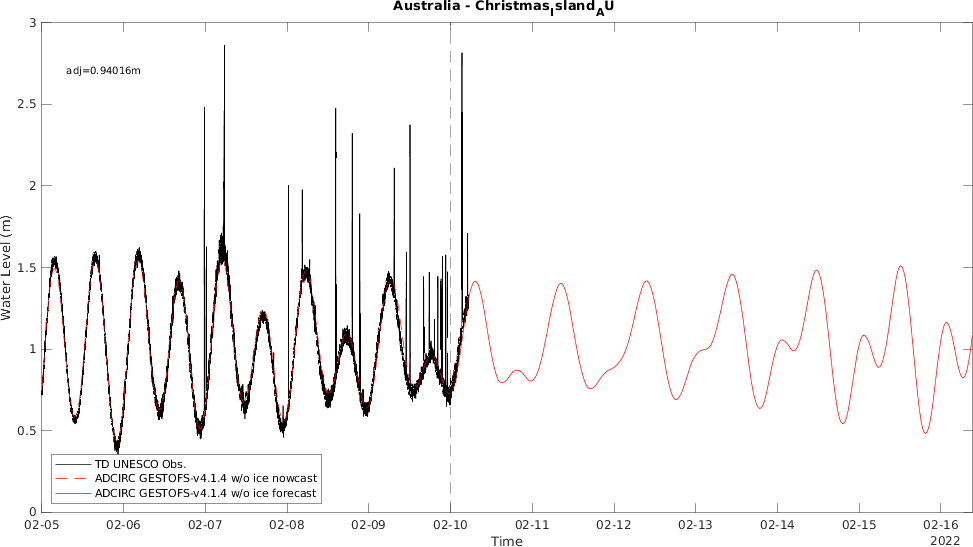 Australia - ChristmasIslandAU
3
2.5
2
1.5
1
0.5
0
adj=0.94016m
Water Level (m)
TD UNESCO Obs.
ADCIRC GESTOFS-v4.1.4 w/o ice nowcast
ADCIRC GESTOFS-v4.1.4 w/o ice forecast
02-05 02-06 02-07 02-08 02-09 02-10 02-11 02-12 02-13 02-14 02-15 02-16
Time
2022